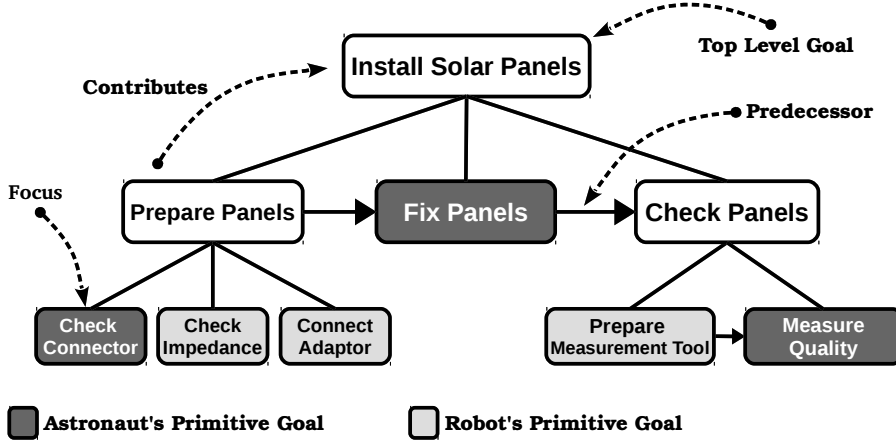 Install Solar Panels
Top Level Goal
Contributes
Predecessor
Focus
Prepare Panels
Fix Panels
Check Panels
Check
Connector
Check
Impedance
Connect
Adaptor
Prepare
Measurement Tool
Measure
Quality
Astronaut's Primitive Goal
Robot's Primitive Goal